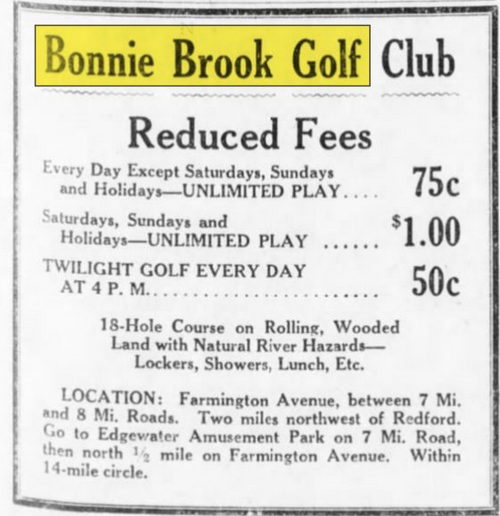 Bonnie Brook Golf Club
Reduced Fees
Every Day Except Saturdays, Sundays
and Holidays—UNLIMITED PLAY.... 75c
Saturdays, Sundays and
Holidays—UNLIMITED PLAY ...... $1.00
TWILIGHT GOLF EVERY DAY
AT 4 P. M........................ 50c
18-Hole Course on Rolling, Wooded
Land with Natural River Hazards—
Lockers, Showers, Lunch, Etc.
LOCATION: Farmington Avenue, between 7 Mi.
and 8 Mi. Roads. Two miles northwest of Redford.
Go to Edgewater Amusement Park on 7 Mi. Road,
then north ½ mile on Farmington Avenue. Within
14-mile circle.